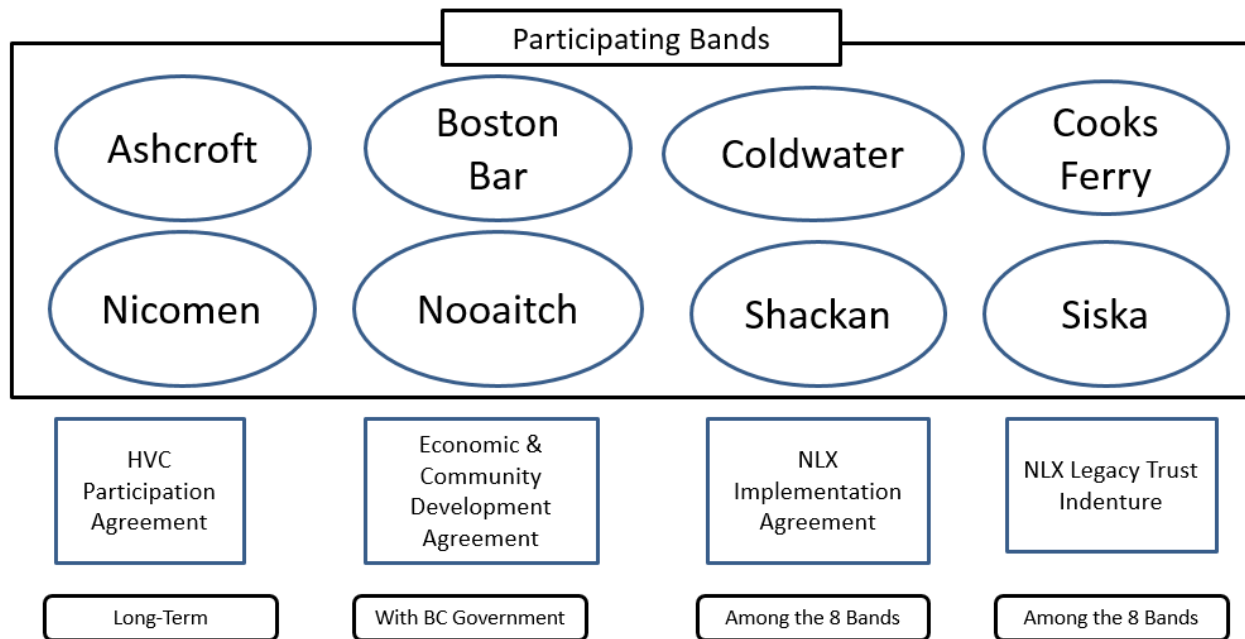 Participating Bands
Ashcroft
Boston
Bar
Coldwater
Cooks
Ferry
Nicomen
Nooaitch
Shackan
Siska
HVC
Participation
Agreement
Economic &
Community
Development
Agreement
NLX
Implementation
Agreement
NLX Legacy Trust
Indenture
Long-Term
With BC Government
Among the 8 Bands
Among the 8 Bands